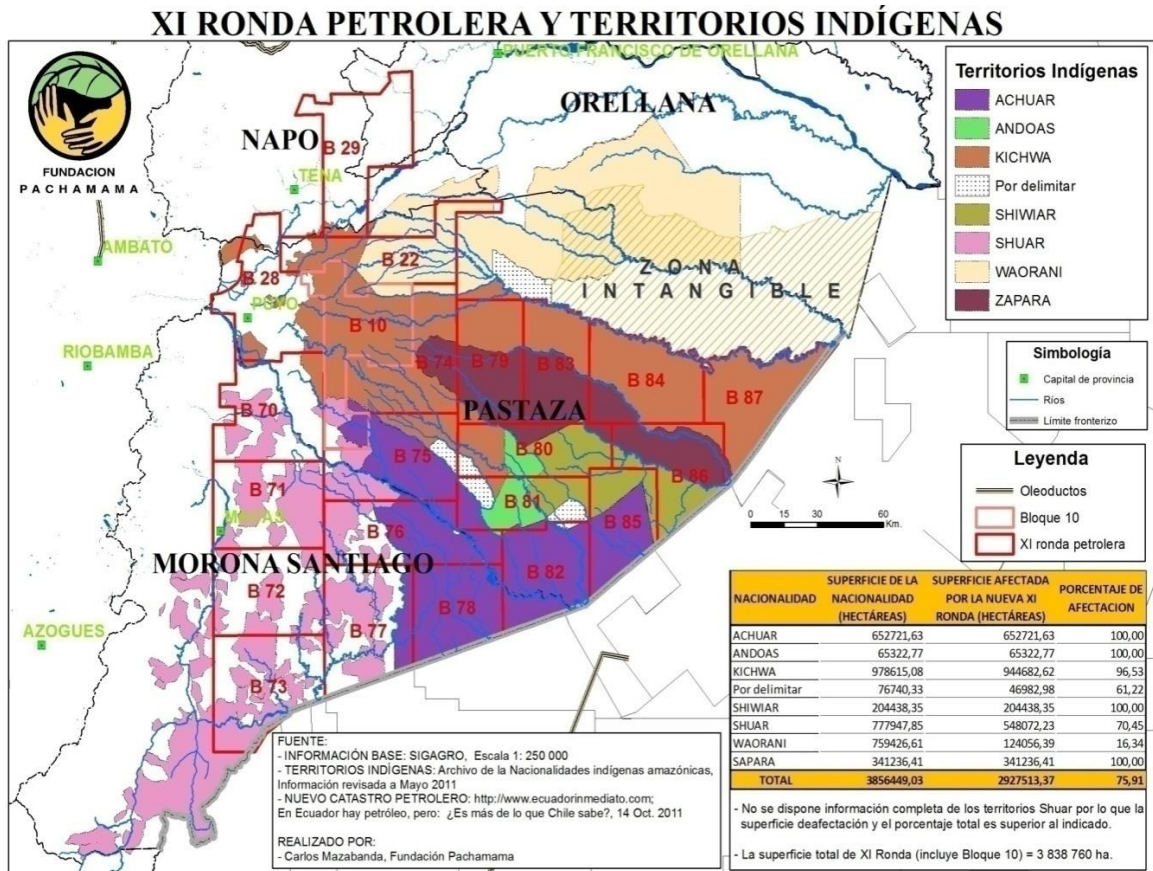 XI RONDA PETROLERA Y TERRITORIOS INDÍGENAS
FUNDACION
PACHAMAMA
PUERTO FRANCISCO DE ORELLANA
ORELLANA
NAPO
B 29
TENA
AMBATO
B 28
B 22
PUYO
ZONA
INTANGIBLE
RIOBAMBA
B 10
B 74
B 79
B 83
B 84
B 87
B 70
PASTAZA
B 75
B 80
B 86
B 71
B 81
B 76
B 85
MORONA SANTIAGO
B 82
B 72
B 78
AZOGUES
B 77
B 73
Territorios Indígenas
ACHUAR
ANDOAS
KICHWA
Por delimitar
SHIWIAR
SHUAR
WAORANI
ZAPARA
Simbología
Capital de provincia
Ríos
Límite fronterizo
N
0 15 30 60
Km.
Leyenda
Oleoductos
Bloque 10
XI ronda petrolera
NACIONALIDAD SUPERFICIE DE LA NACIONALIDAD (HECTÁREAS) SUPERFICIE AFECTADA POR LA NUEVA XI RONDA (HECTÁREAS) PORCENTAJE DE AFECTACION
ACHUAR 652721,63 652721,63 100,00
ANDOAS 65322,77 65322,77 100,00
KICHWA 978615,08 944682,62 96,53
Por delimitar 76740,33 46982,98 61,22
SHIWIAR 204438,35 204438,35 100,00
SHUAR 777947,85 548072,23 70,45
WAORANI 759426,61 124056,39 16,34
SAPARA 341236,41 341236,41 100,00
TOTAL 3856449,03 2927513,37 75,91
- No se dispone información completa de los territorios Shuar por lo que la
superficie deafectación y el porcentaje total es superior al indicado.
- La superficie total de XI Ronda (incluye Bloque 10) = 3 838 760 ha.
FUENTE:
- INFORMACIÓN BASE: SIGAGRO, Escala 1: 250 000
- TERRITORIOS INDÍGENAS: Archivo de la Nacionalidades indígenas amazónicas,
Información revisada a Mayo 2011
- NUEVO CATASTRO PETROLERO: http://www.ecuadorinmediato.com;
En Ecuador hay petróleo, pero: ¿Es más de lo que Chile sabe?, 14 Oct. 2011
REALIZADO POR:
- Carlos Mazabanda, Fundación Pachamama